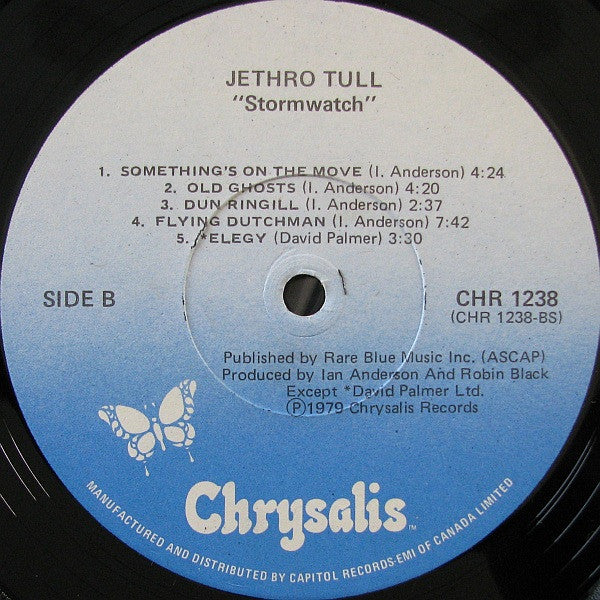 JETHRO TULL
"Stormwatch"
1. SOMETHING'S ON THE MOVE (I. Anderson) 4:24
2. OLD GHOSTS (I. Anderson) 4:20
3. DUN RINGILL (I. Anderson) 2:37
4. FLYING DUTCHMAN (I. Anderson) 7:42
5. *ELEGY (David Palmer) 3:30
SIDE B
CHR 1238
(CHR 1238-BS)
Published by Rare Blue Music Inc. (ASCAP)
Produced by Ian Anderson And Robin Black
Except *David Palmer Ltd.
Ⓟ1979 Chrysalis Records
Chrysalis™
MANUFACTURED AND DISTRIBUTED BY CAPITOL RECORDS-EMI OF CANADA LIMITED